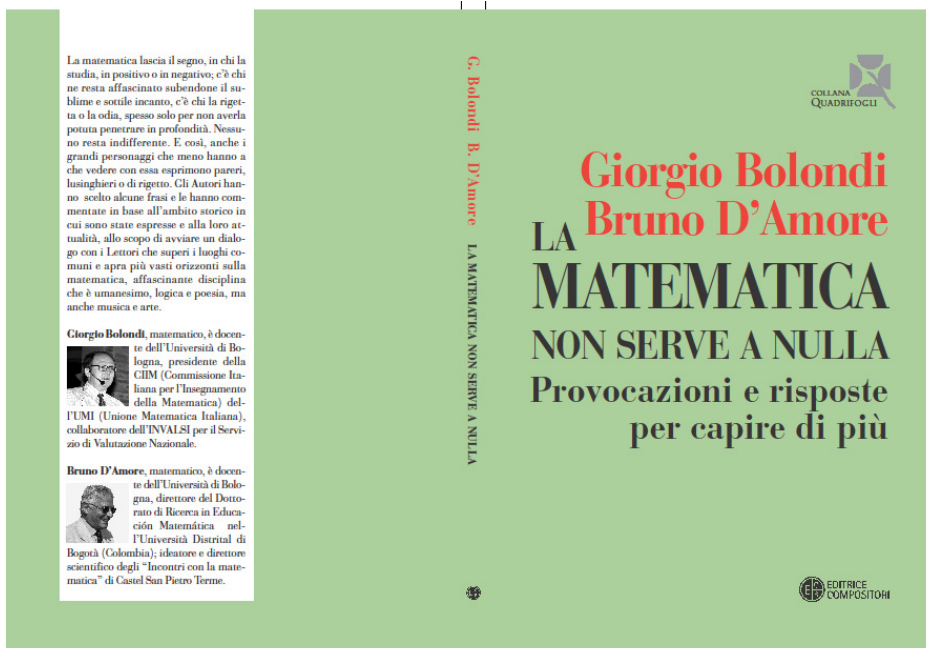 La matematica lascia il segno, in chi la
studia, in positivo o in negativo; c'è chi
ne resta affascinato subendone il su-
blime e sottile incanto, c'è chi la riget-
ta o la odia, spesso solo per non averla
potuta penetrare in profondità. Nessu-
no resta indifferente. E così, anche i
grandi personaggi che meno hanno a
che vedere con essa esprimono pareri,
lusinghieri o di rigetto. Gli Autori han-
no scelto alcune frasi e le hanno com-
mentate in base all'ambito storico in
cui sono state espresse e alla loro at-
tualità, allo scopo di avviare un dialo-
go con i Lettori che superi i luoghi co-
muni e apra più vasti orizzonti sulla
matematica, affascinante disciplina
che è umanesimo, logica e poesia, ma
anche musica e arte.
Giorgio Bolondi, matematico, è docen-
te dell'Università di Bo-
logna, presidente della
CIIM (Commissione Ita-
liana per l'Insegnamento
della Matematica) del-
l'UMI (Unione Matematica Italiana),
collaboratore dell'INVALSI per il Servi-
zio di Valutazione Nazionale.
Bruno D'Amore, matematico, è docen-
te dell'Università di Bolo-
gna, direttore del Dotto-
rato di Ricerca in Educa-
ción Matemática nel-
l'Università Distrital di
Bogotà (Colombia); ideatore e direttore
scientifico degli "Incontri con la mate-
matica" di Castel San Pietro Terme.
G. Bolondi B. D'Amore LA MATEMATICA NON SERVE A NULLA
COLLANA
QUADRIFOGLI
Giorgio Bolondi
Bruno D'Amore
LA
MATEMATICA
NON SERVE A NULLA
Provocazioni e risposte
per capire di più
EDITRICE
COMPOSITORI